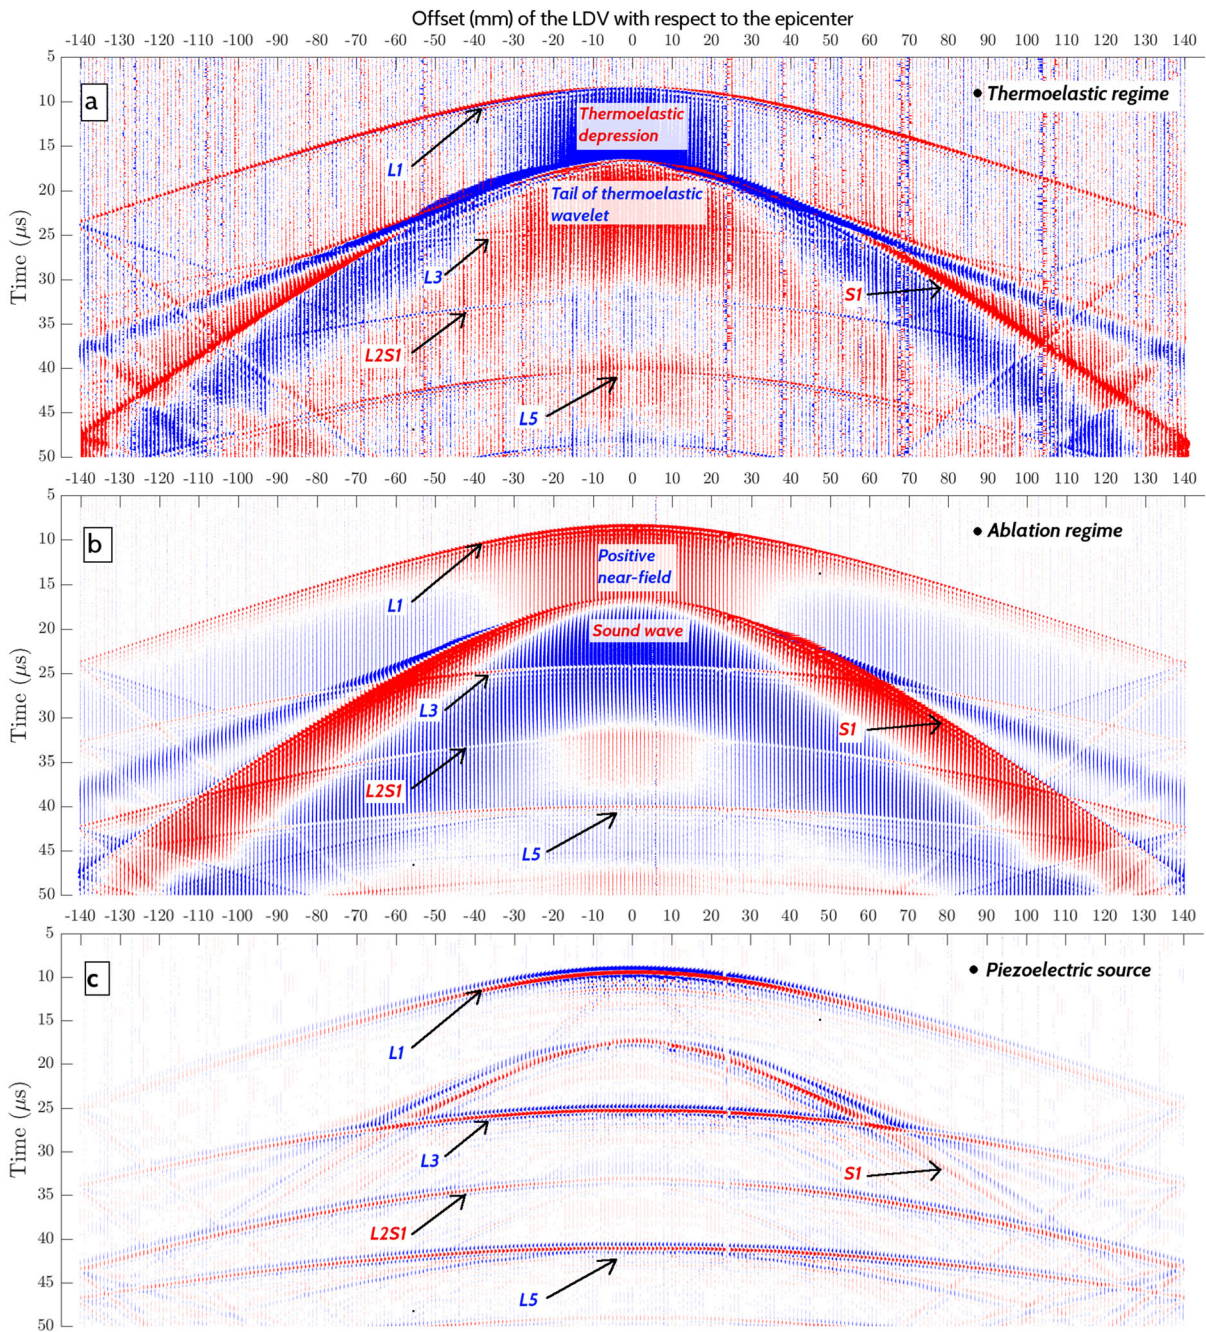 Offset (mm) of the LDV with respect to the epicenter
-140 -130 -120 -110 -100 -90 -80 -70 -60 -50 -40 -30 -20 -10 0 10 20 30 40 50 60 70 80 90 100 110 120 130 140
5
a
Thermoelastic regime
10
Thermoelastic
depression
15
L1
20
Tail of thermoelastic
wavelet
Time (μs)
25
L3
30
S1
35
L2S1
40
45
L5
50
-140 -130 -120 -110 -100 -90 -80 -70 -60 -50 -40 -30 -20 -10 0 10 20 30 40 50 60 70 80 90 100 110 120 130 140
5
b
Ablation regime
10
Positive
near-field
15
L1
20
Sound wave
Time (μs)
25
L3
30
S1
35
L2S1
40
45
L5
50
-140 -130 -120 -110 -100 -90 -80 -70 -60 -50 -40 -30 -20 -10 0 10 20 30 40 50 60 70 80 90 100 110 120 130 140
5
c
Piezoelectric source
10
15
L1
20
Time (μs)
25
L3
30
S1
35
L2S1
40
45
L5
50